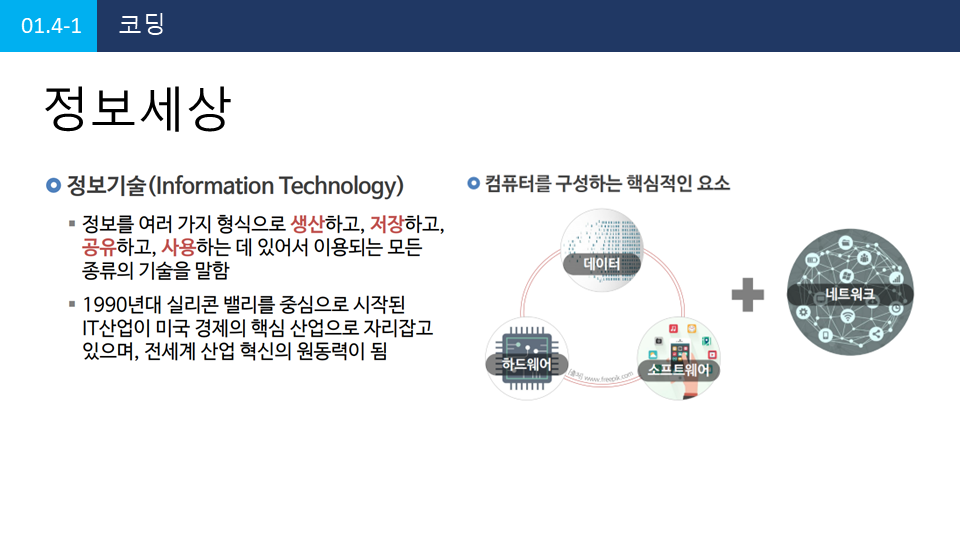 01.4-1
코딩
정보세상
정보기술(Information Technology)
정보를 여러 가지 형식으로 생산하고, 저장하고,
공유하고, 사용하는 데 있어서 이용되는 모든
종류의 기술을 말함
1990년대 실리콘 밸리를 중심으로 시작된
IT산업이 미국 경제의 핵심 산업으로 자리잡고
있으며, 전세계 산업 혁신의 원동력이 됨
컴퓨터를 구성하는 핵심적인 요소
데이터
하드웨어
소프트웨어
[출처] www.freepik.com
네트워크